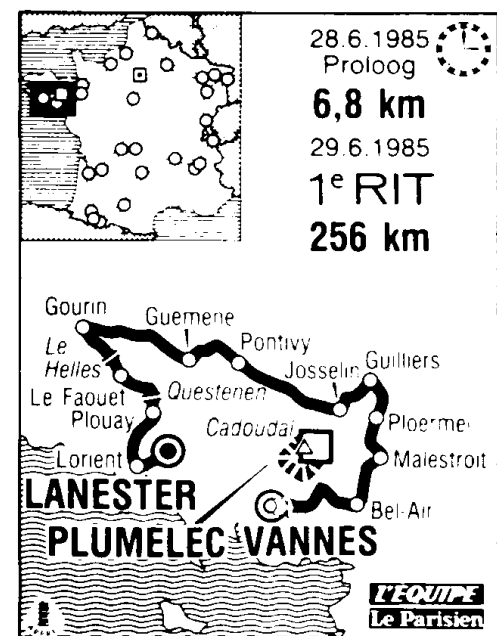 28.6.1985
Proloog
6,8 km
29.6.1985
1e RIT
256 km
Gourin
Guemene
Le Helles
Pontivy
Josselin
Guilliers
Le Faouet
Questenen
Plouay
Cadoudal
Ploermel
Lorient
Malestroit
LANESTER
Bel-Air
PLUMELEC VANNES
L'EQUIPE
Le Parisien